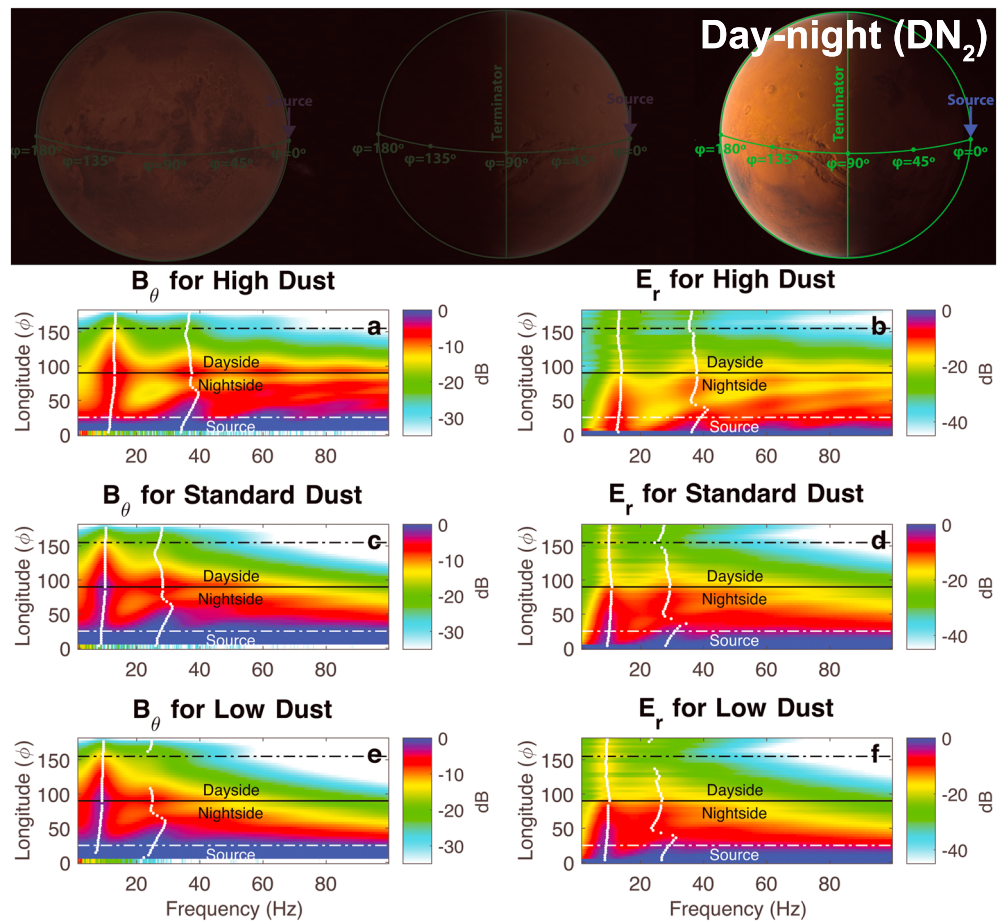 Day-night (DN2)
Source
Terminator
φ=180°
φ=135°
φ=90°
φ=45°
φ=0°
Source
Terminator
φ=180°
φ=135°
φ=90°
φ=45°
φ=0°
Source
Terminator
φ=180°
φ=135°
φ=90°
φ=45°
φ=0°
Bθ for High Dust
Er for High Dust
a
Dayside
Nightside
Source
Longitude (ϕ)
150
100
50
0
20
40
60
80
0
-10
-20
-30
dB
b
Dayside
Nightside
Source
Longitude (ϕ)
150
100
50
0
20
40
60
80
0
-20
-40
dB
Bθ for Standard Dust
Er for Standard Dust
c
Dayside
Nightside
Source
Longitude (ϕ)
150
100
50
0
20
40
60
80
0
-10
-20
-30
dB
d
Dayside
Nightside
Source
Longitude (ϕ)
150
100
50
0
20
40
60
80
0
-20
-40
dB
Bθ for Low Dust
Er for Low Dust
e
Dayside
Nightside
Source
Longitude (ϕ)
150
100
50
0
20
40
60
80
Frequency (Hz)
0
-10
-20
-30
dB
f
Dayside
Nightside
Source
Longitude (ϕ)
150
100
50
0
20
40
60
80
Frequency (Hz)
0
-20
-40
dB